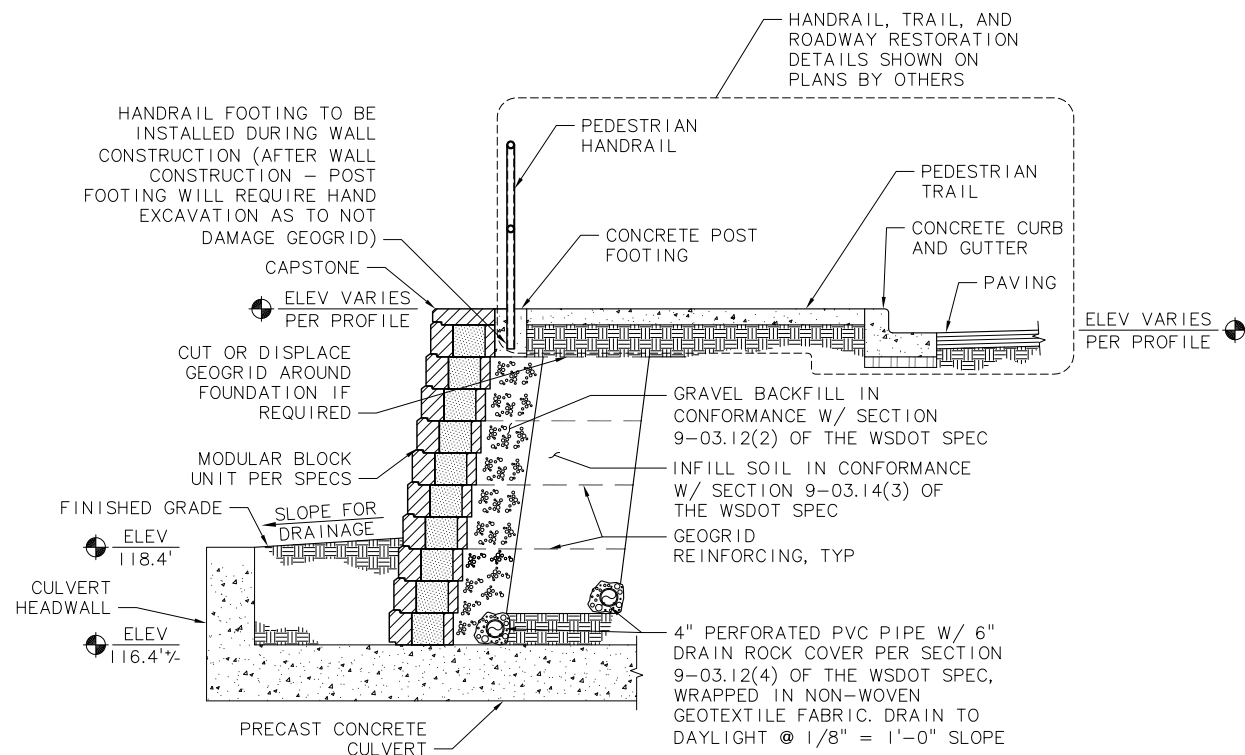 HANDRAIL, TRAIL, AND
ROADWAY RESTORATION
DETAILS SHOWN ON
PLANS BY OTHERS
HANDRAIL FOOTING TO BE
INSTALLED DURING WALL
CONSTRUCTION (AFTER WALL
CONSTRUCTION – POST
FOOTING WILL REQUIRE HAND
EXCAVATION AS TO NOT
DAMAGE GEOGRID)
PEDESTRIAN
HANDRAIL
PEDESTRIAN
TRAIL
CONCRETE POST
FOOTING
CONCRETE CURB
AND GUTTER
CAPSTONE
PAVING
ELEV VARIES
PER PROFILE
ELEV VARIES
PER PROFILE
CUT OR DISPLACE
GEOGRID AROUND
FOUNDATION IF
REQUIRED
GRAVEL BACKFILL IN
CONFORMANCE W/ SECTION
9-03.12(2) OF THE WSDOT SPEC
MODULAR BLOCK
UNIT PER SPECS
INFILL SOIL IN CONFORMANCE
W/ SECTION 9-03.14(3) OF
THE WSDOT SPEC
FINISHED GRADE
SLOPE FOR
DRAINAGE
GEOGRID
REINFORCING, TYP
ELEV
118.4'
CULVERT
HEADWALL
ELEV
116.4'+/-
4" PERFORATED PVC PIPE W/ 6"
DRAIN ROCK COVER PER SECTION
9-03.12(4) OF THE WSDOT SPEC,
WRAPPED IN NON-WOVEN
GEOTEXTILE FABRIC. DRAIN TO
DAYLIGHT @ 1/8" = 1'-0" SLOPE
PRECAST CONCRETE
CULVERT